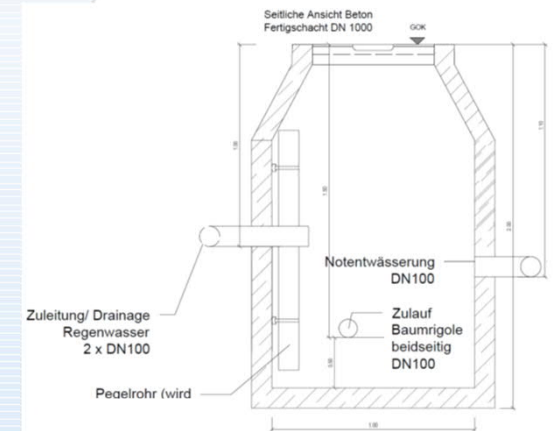 Seitliche Ansicht Beton
Fertigschacht DN 1000
GOK
Notentwässerung
DN100
Zuleitung/ Drainage
Regenwasser
2 x DN100
Zulauf
Baumrigole
beidseitig
DN100
Pegelrohr (wird